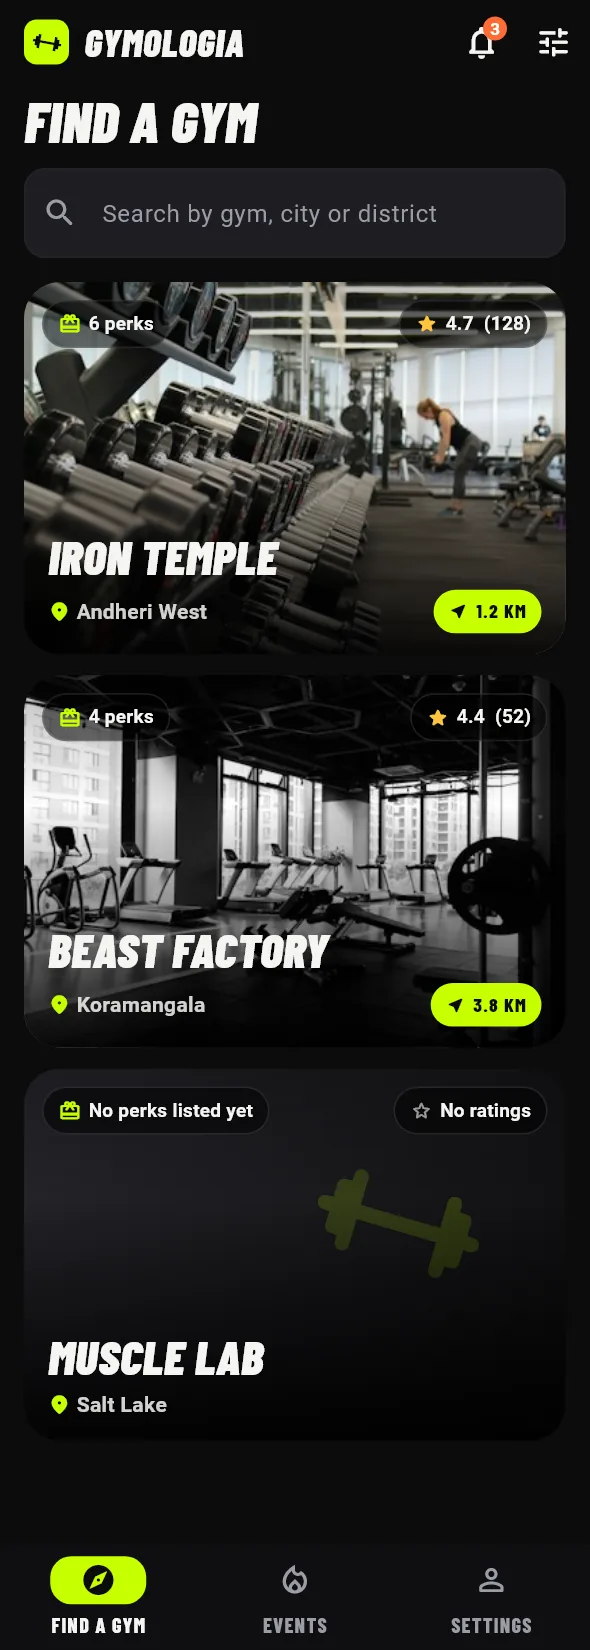 GYMOLOGIA
3
FIND A GYM
Search by gym, city or district
6 perks
4.7 (128)
IRON TEMPLE
Andheri West
1.2 KM
4 perks
4.4 (52)
BEAST FACTORY
Koramangala
3.8 KM
No perks listed yet
No ratings
MUSCLE LAB
Salt Lake
FIND A GYM
EVENTS
SETTINGS